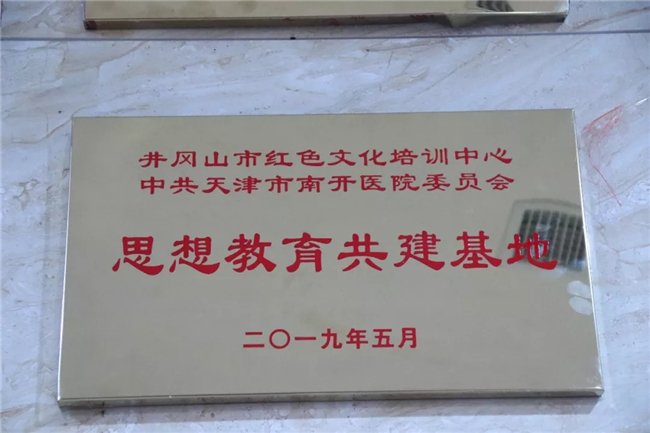 井冈山市红色文化培训中心
中共天津市南开医院委员会
思想教育共建基地
二〇一九年五月